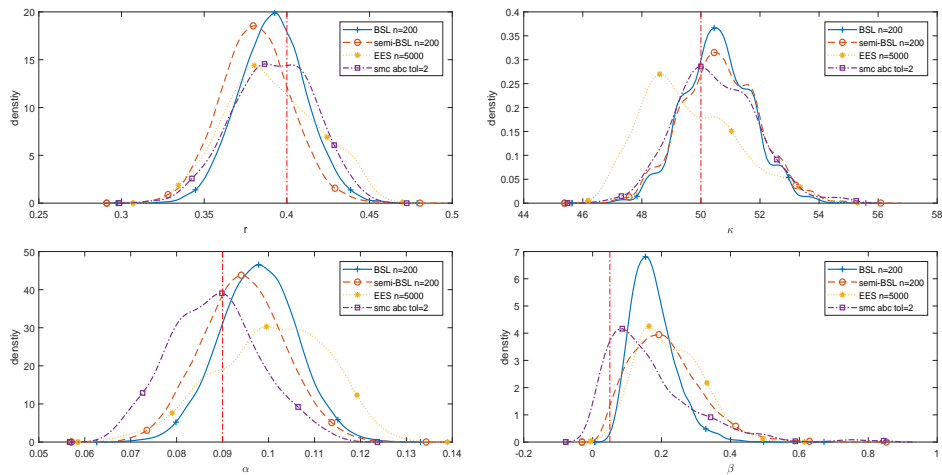 20
15
10
5
0
denstiy
0.25
0.3
0.35
0.4
0.45
0.5
r
BSL n=200
semi-BSL n=200
EES n=5000
smc abc tol=2
0.4
0.35
0.3
0.25
0.2
0.15
0.1
0.05
0
denstiy
44
46
48
50
52
54
56
58
κ
BSL n=200
semi-BSL n=200
EES n=5000
smc abc tol=2
50
40
30
20
10
0
denstiy
0.05
0.06
0.07
0.08
0.09
0.1
0.11
0.12
0.13
0.14
α
BSL n=200
semi-BSL n=200
EES n=5000
smc abc tol=2
7
6
5
4
3
2
1
0
denstiy
-0.2
0
0.2
0.4
0.6
0.8
1
β
BSL n=200
semi-BSL n=200
EES n=5000
smc abc tol=2